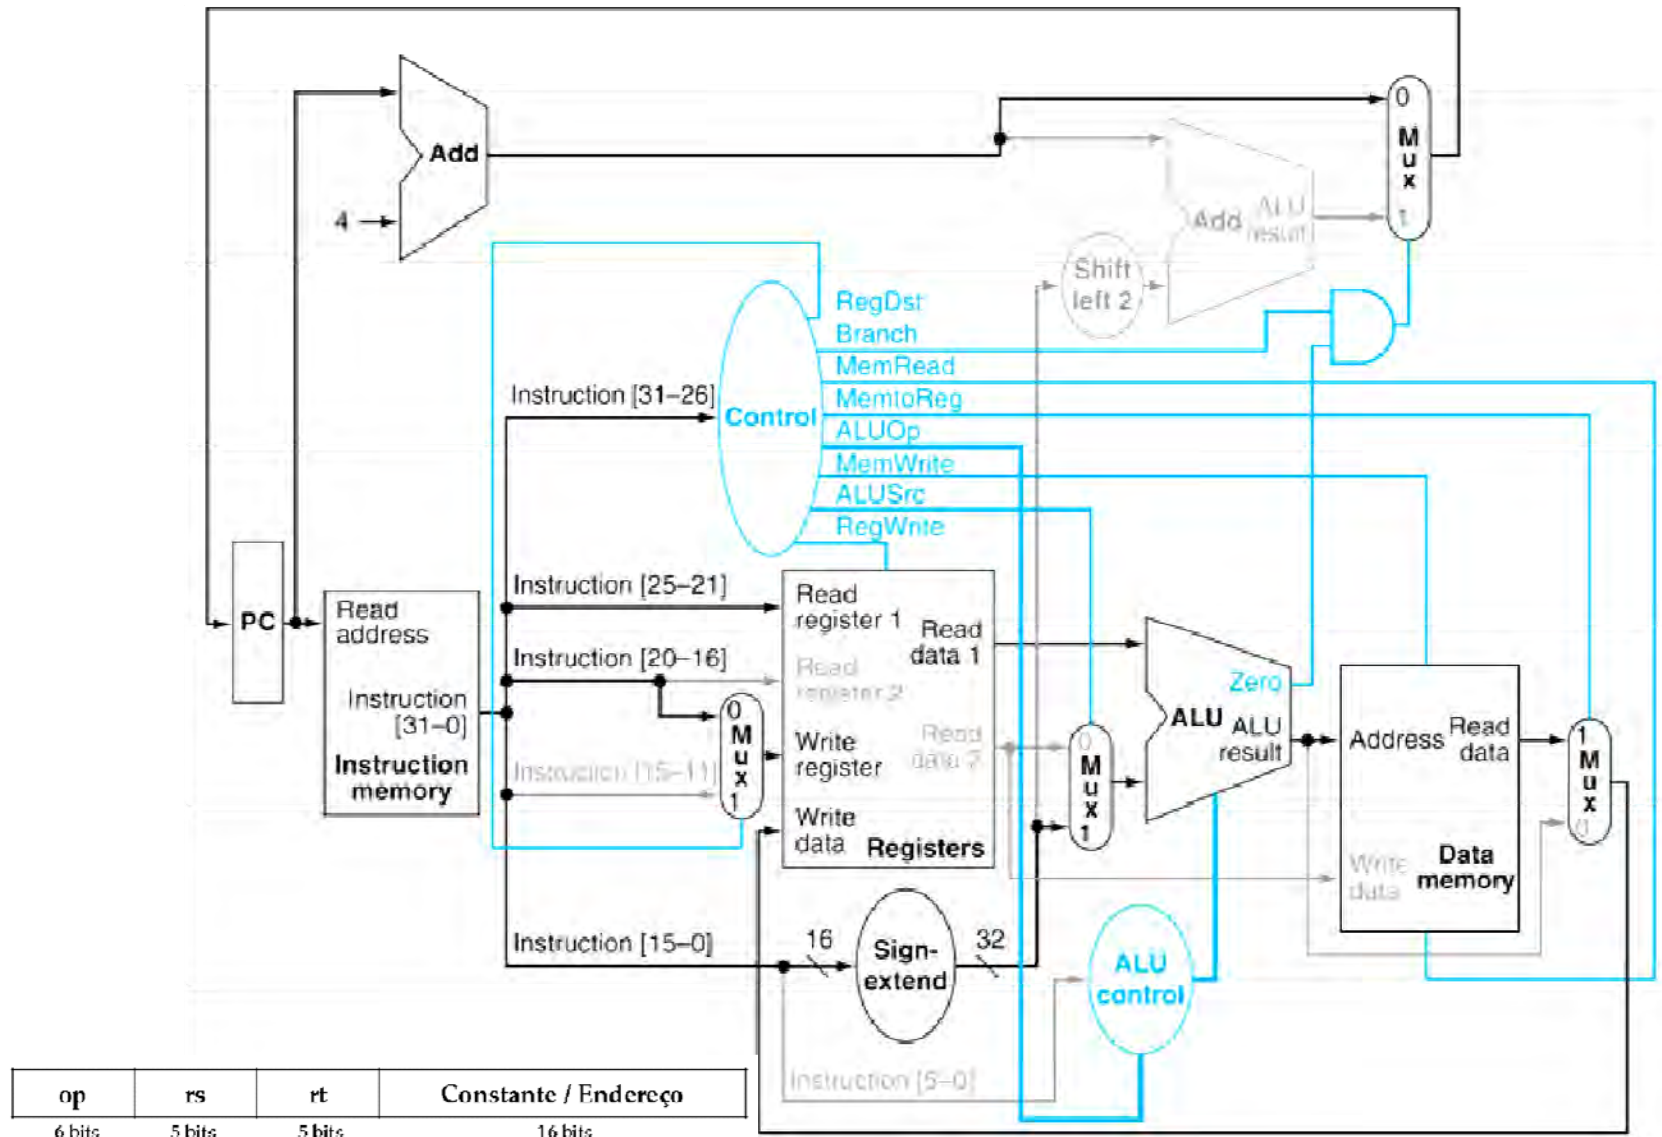 0
M
u
x
1
Add
4
Add ALU
result
Shift
left 2
RegDst
Branch
MemRead
MemtoReg
ALUOp
MemWrite
ALUSrc
RegWrite
Control
Instruction [31–26]
Instruction [25–21]
Instruction [20–16]
Instruction [15–11]
Instruction [15–0]
Instruction [5–0]
PC
Read
address
Instruction
[31–0]
Instruction
memory
0
M
u
x
1
Read
register 1
Read
register 2
Write
register
Write
data
Read
data 1
Read
data 2
Registers
16
Sign-
extend
32
0
M
u
x
1
Zero
ALU
ALU
result
ALU
control
Address
Read
data
Write
data
Data
memory
1
M
u
x
0
op rs rt Constante / Endereço
6 bits 5 bits 5 bits 16 bits